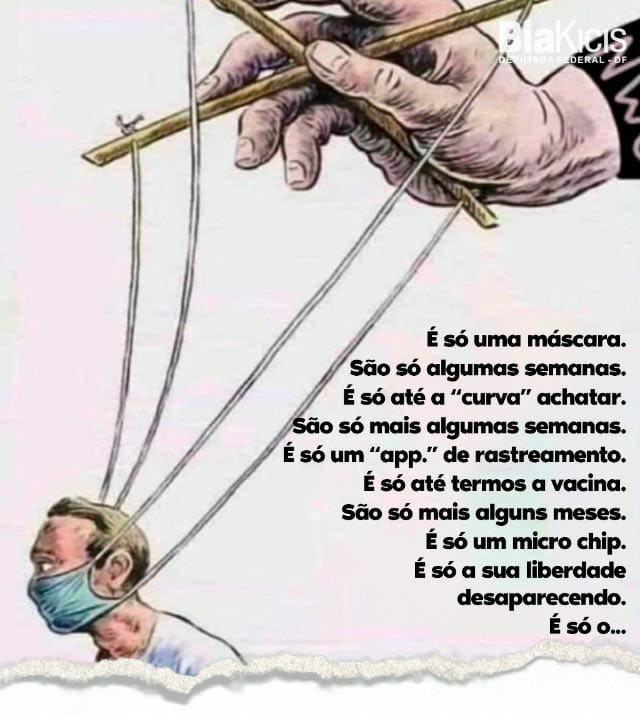 BiaKicis
DEPUTADA FEDERAL - DF
É só uma máscara.
São só algumas semanas.
É só até a “curva” achatar.
São só mais algumas semanas.
É só um “app.” de rastreamento.
É só até termos a vacina.
São só mais alguns meses.
É só um micro chip.
É só a sua liberdade
desaparecendo.
É só o...